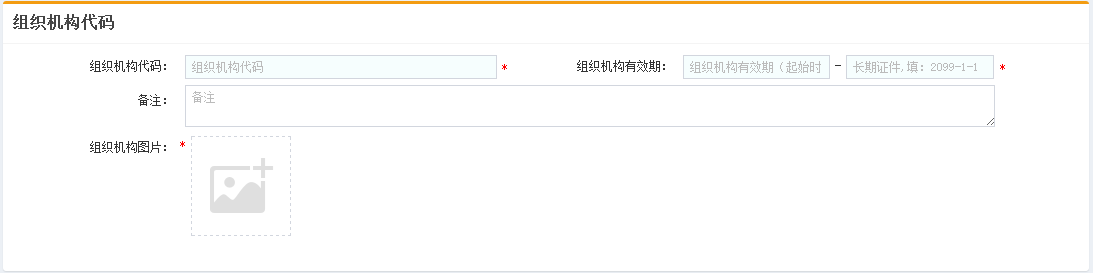 组织机构代码
组织机构代码： 组织机构代码 * 组织机构有效期： 组织机构有效期（起始时 - 长期证件,填：2099-1-1 *
备注： 备注
组织机构图片： *